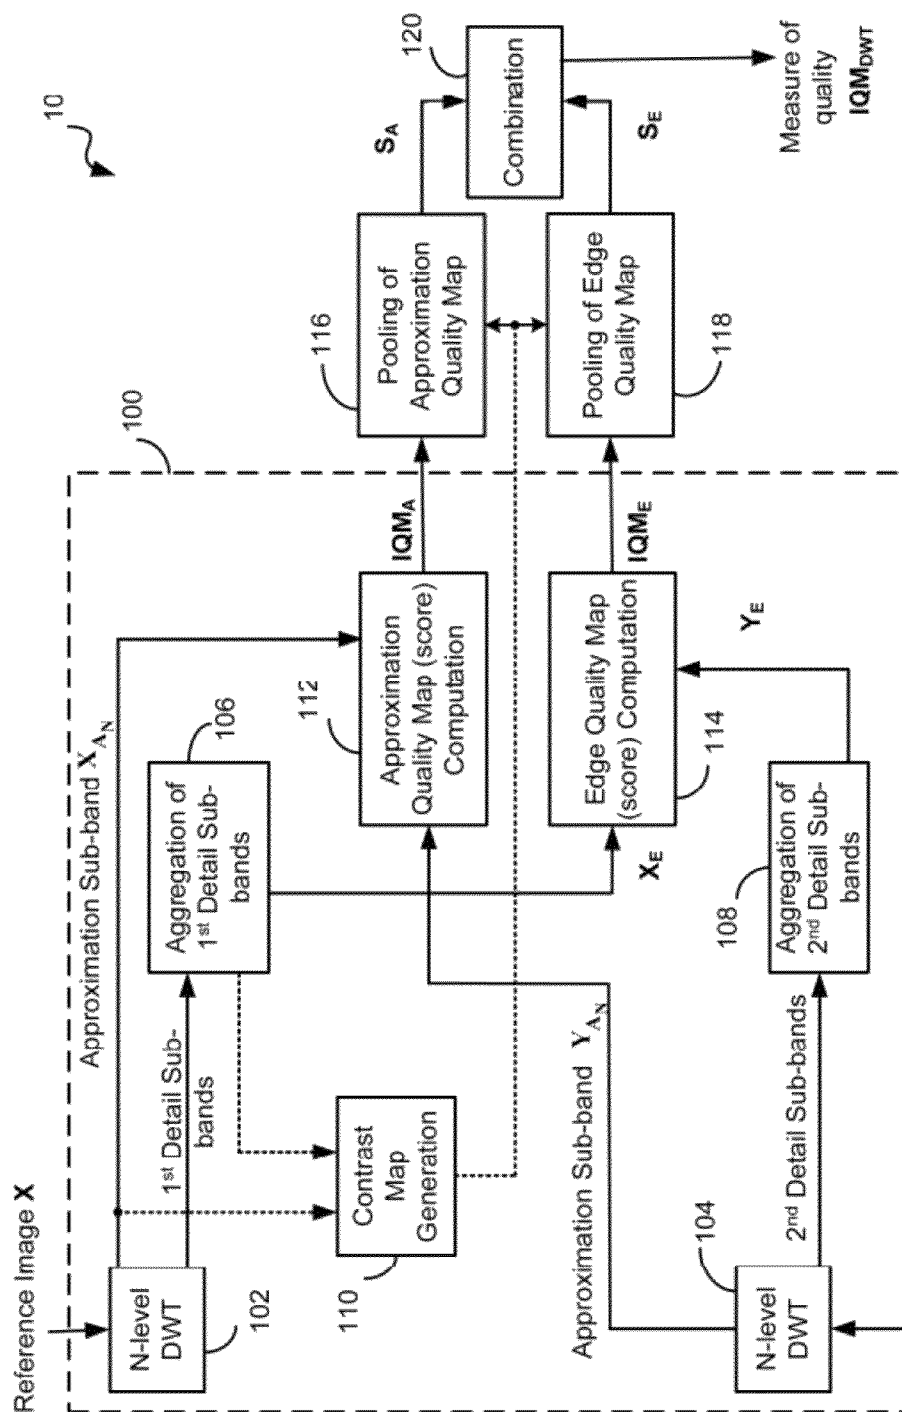 10
Reference Image X
100
N-level
DWT
102
Approximation Sub-band X_{A_N}
1st Detail Sub-
bands
Aggregation of
1st Detail Sub-
bands
106
Contrast
Map
Generation
110
Approximation
Quality Map (score)
Computation
112
IQM_A
Pooling of
Approximation
Quality Map
116
S_A
Combination
120
Measure of
quality
IQM_DWT
S_E
Pooling of Edge
Quality Map
118
IQM_E
Edge Quality Map
(score) Computation
114
X_E
Y_E
Approximation Sub-band Y_{A_N}
N-level
DWT
104
2nd Detail Sub-bands
Aggregation of
2nd Detail Sub-
bands
108